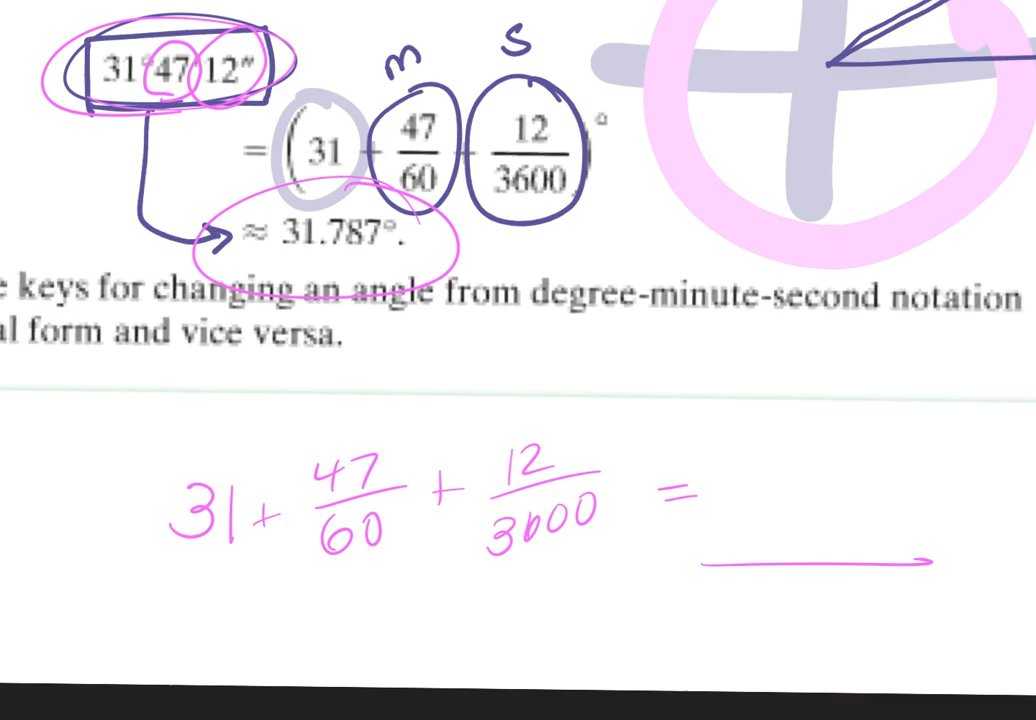 31°47′12″
m s
= (31 + 47/60 + 12/3600)°
≈ 31.787°.
keys for changing an angle from degree-minute-second notation
form and vice versa.
31 + 47/60 + 12/3600 =